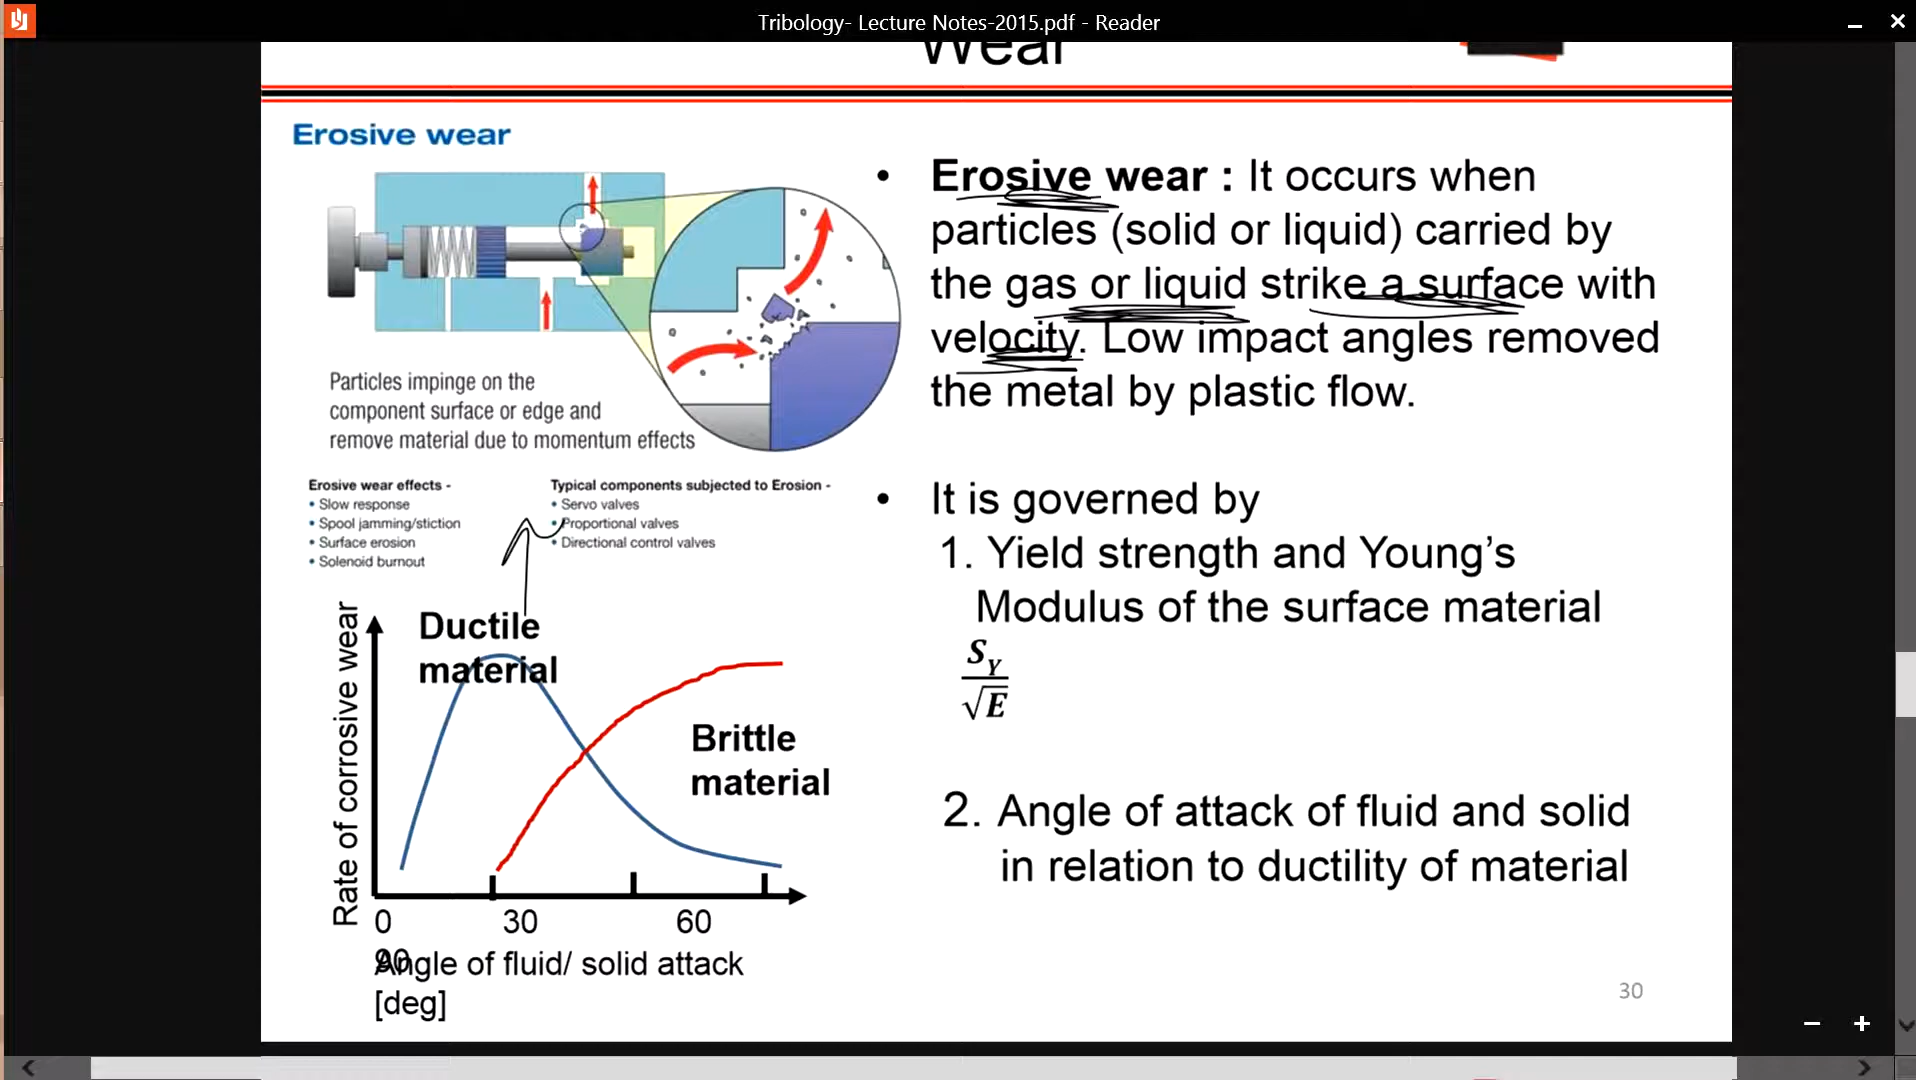 Tribology- Lecture Notes-2015.pdf - Reader
Wear
Erosive wear
Particles impinge on the
component surface or edge and
remove material due to momentum effects
Erosive wear effects -
• Slow response
• Spool jamming/stiction
• Surface erosion
• Solenoid burnout
Typical components subjected to Erosion -
• Servo valves
• Proportional valves
• Directional control valves
Rate of corrosive wear
Ductile
material
Brittle
material
0 30 60
90
Angle of fluid/ solid attack
[deg]
• Erosive wear : It occurs when
particles (solid or liquid) carried by
the gas or liquid strike a surface with
velocity. Low impact angles removed
the metal by plastic flow.
• It is governed by
1. Yield strength and Young’s
Modulus of the surface material
S_Y/√E
2. Angle of attack of fluid and solid
in relation to ductility of material
30